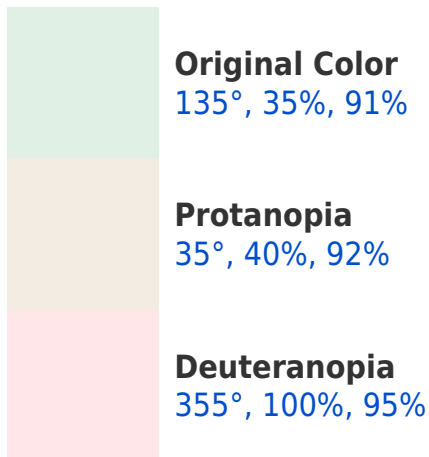 Original Color
135°, 35%, 91%
Protanopia
35°, 40%, 92%
Deuteranopia
355°, 100%, 95%